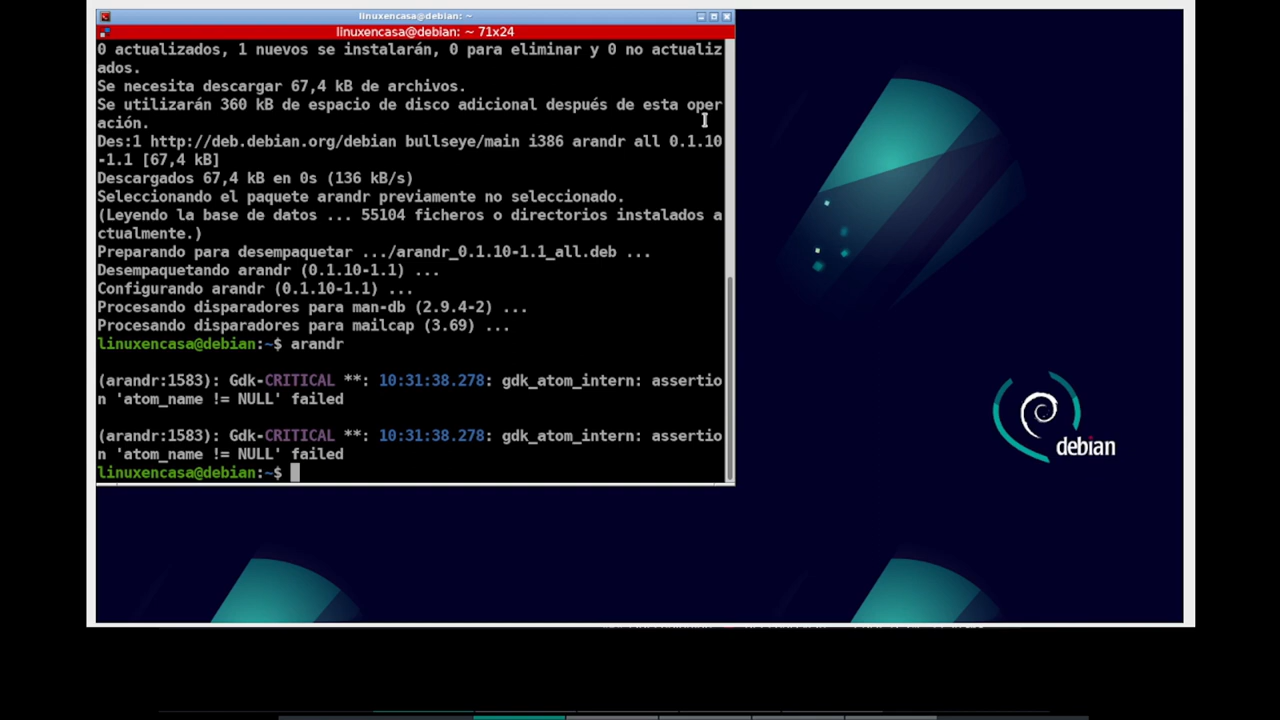 linuxencasa@debian: ~
linuxencasa@debian: ~ 71x24
0 actualizados, 1 nuevos se instalarán, 0 para eliminar y 0 no actualiz
ados.
Se necesita descargar 67,4 kB de archivos.
Se utilizarán 360 kB de espacio de disco adicional después de esta oper
ación.
Des:1 http://deb.debian.org/debian bullseye/main i386 arandr all 0.1.10
-1.1 [67,4 kB]
Descargados 67,4 kB en 0s (136 kB/s)
Seleccionando el paquete arandr previamente no seleccionado.
(Leyendo la base de datos ... 55104 ficheros o directorios instalados a
ctualmente.)
Preparando para desempaquetar .../arandr_0.1.10-1.1_all.deb ...
Desempaquetando arandr (0.1.10-1.1) ...
Configurando arandr (0.1.10-1.1) ...
Procesando disparadores para man-db (2.9.4-2) ...
Procesando disparadores para mailcap (3.69) ...
linuxencasa@debian:~$ arandr
(arandr:1583): Gdk-CRITICAL **: 10:31:38.278: gdk_atom_intern: assertio
n 'atom_name != NULL' failed
(arandr:1583): Gdk-CRITICAL **: 10:31:38.278: gdk_atom_intern: assertio
n 'atom_name != NULL' failed
linuxencasa@debian:~$
debian